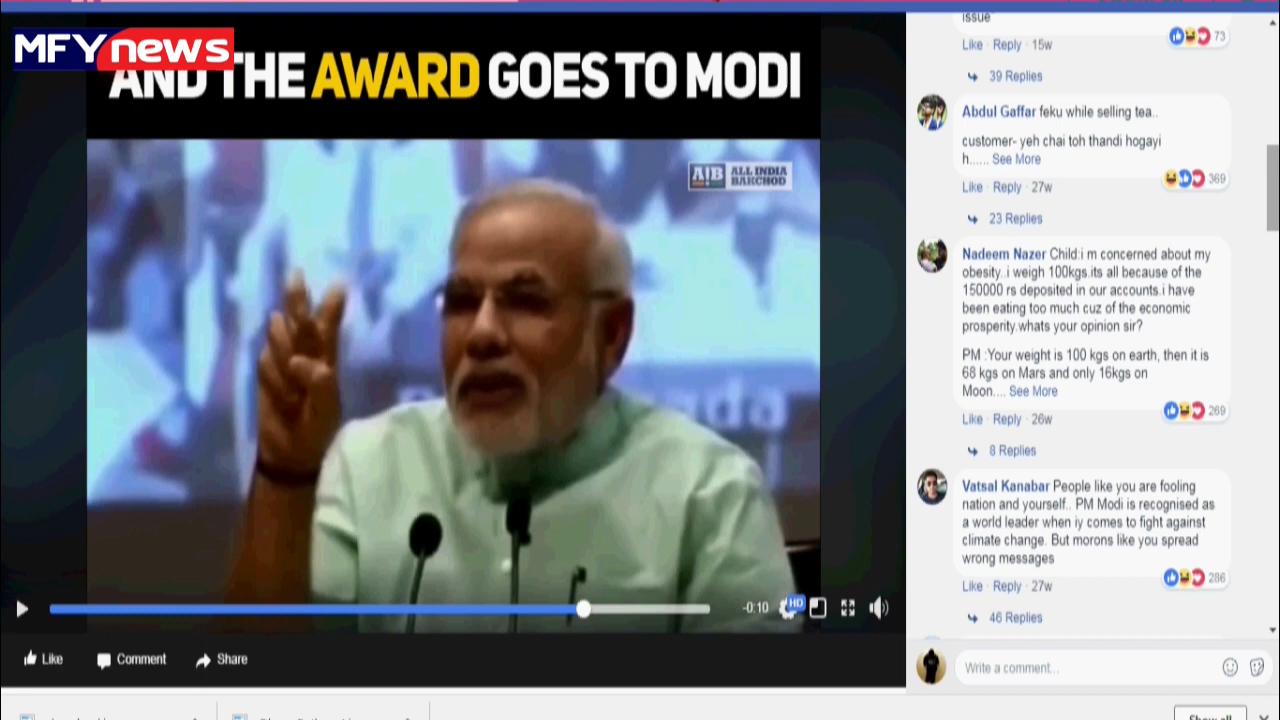 MFYnews
AND THE AWARD GOES TO MODI
AIB ALL INDIA
BAKCHOD
-0:10
HD
Like
Comment
Share
issue"
Like · Reply · 15w
73
39 Replies
Abdul Gaffar feku while selling tea..
customer- yeh chai toh thandi hogayi
h...... See More
369
Like · Reply · 27w
23 Replies
Nadeem Nazer Child:i m concerned about my
obesity..i weigh 100kgs.its all because of the
150000 rs deposited in our accounts.i have
been eating too much cuz of the economic
prosperity.whats your opinion sir?
PM :Your weight is 100 kgs on earth, then it is
68 kgs on Mars and only 16kgs on
Moon.... See More
269
Like · Reply · 26w
8 Replies
Vatsal Kanabar People like you are fooling
nation and yourself.. PM Modi is recognised as
a world leader when iy comes to fight against
climate change. But morons like you spread
wrong messages
286
Like · Reply · 27w
46 Replies
Write a comment...
Show all